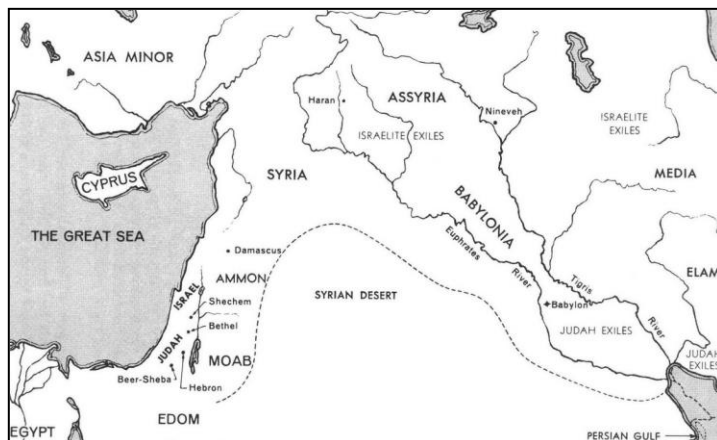 ASIA MINOR
Haran
ASSYRIA
Nineveh
ISRAELITE EXILES
ISRAELITE
EXILES
CYPRUS
SYRIA
MEDIA
BABYLONIA
THE GREAT SEA
Euphrates
River
Damascus
ISRAEL
AMMON
ELAM
SYRIAN DESERT
Tigris
River
Shechem
Babylon
Bethel
JUDAH
JUDAH EXILES
JUDAH
EXILES
MOAB
Beer-Sheba
Hebron
EDOM
EGYPT
PERSIAN GULF